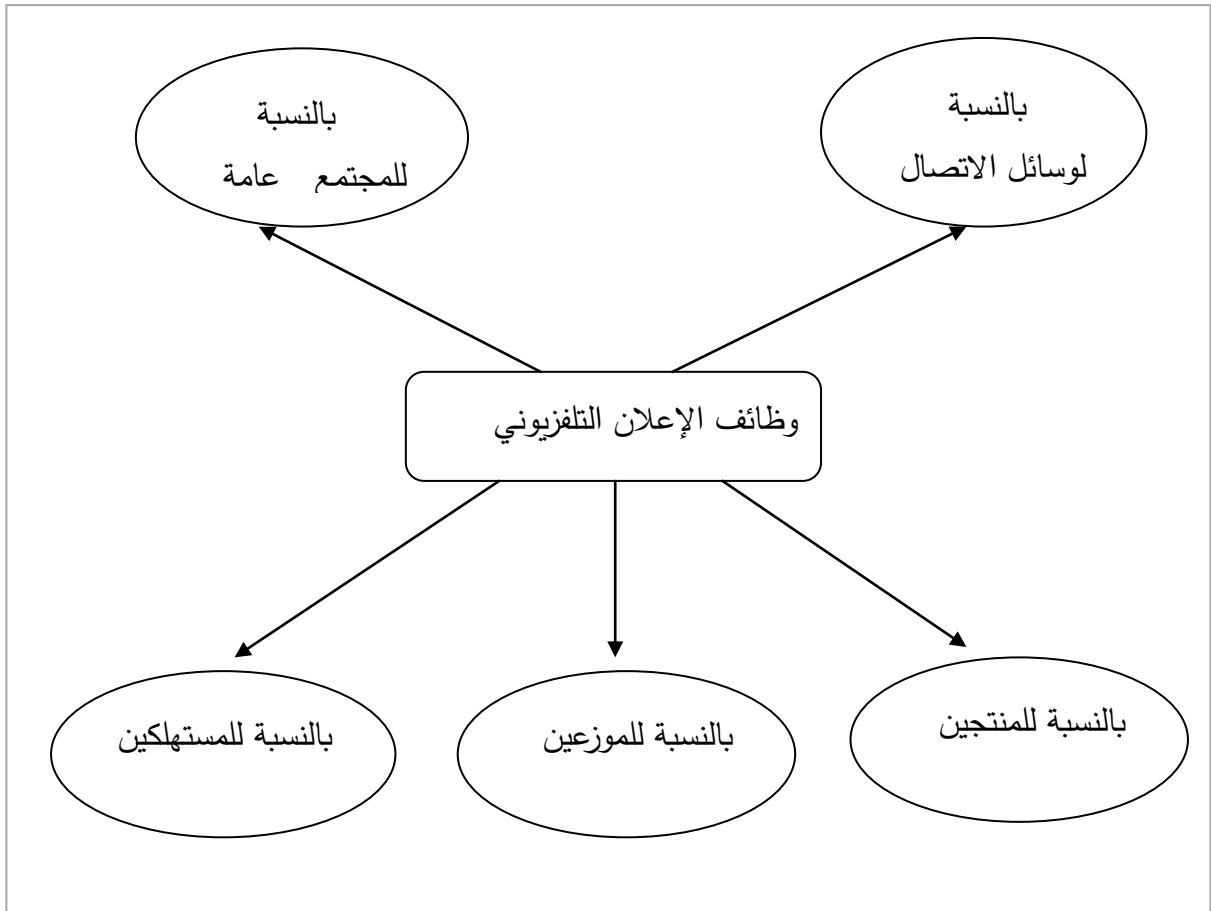 بالنسبة
لوسائل الاتصال
بالنسبة
للمجتمع عامة
وظائف الإعلان التلفزيوني
بالنسبة للمنتجين
بالنسبة للموزعين
بالنسبة للمستهلكين